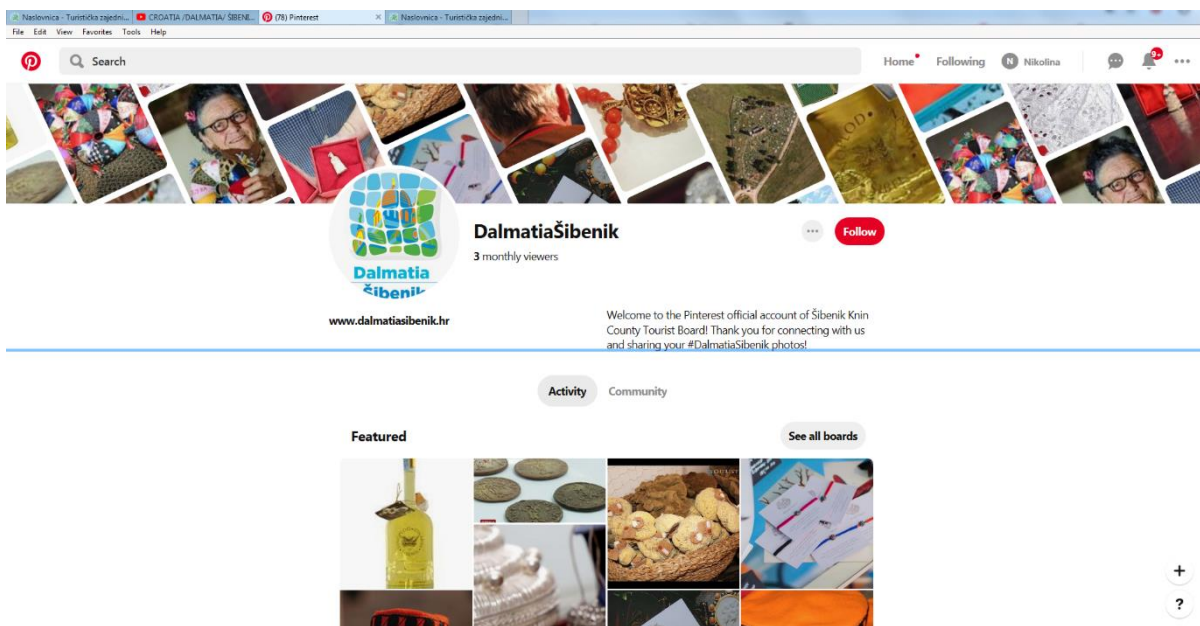 Naslovnica - Turistička zajedni...
CROATIA /DALMATIA/ ŠIBENI...
(78) Pinterest
Naslovnica - Turistička zajedni...
File Edit View Favorites Tools Help
Search
Home
Following
N
Nikolina
9+
DalmatiaŠibenik
Follow
3 monthly viewers
Dalmatia
Šibenik
www.dalmatiasibenik.hr
Welcome to the Pinterest official account of Šibenik Knin
County Tourist Board! Thank you for connecting with us
and sharing your #DalmatiaSibenik photos!
Activity
Community
Featured
See all boards
+
?